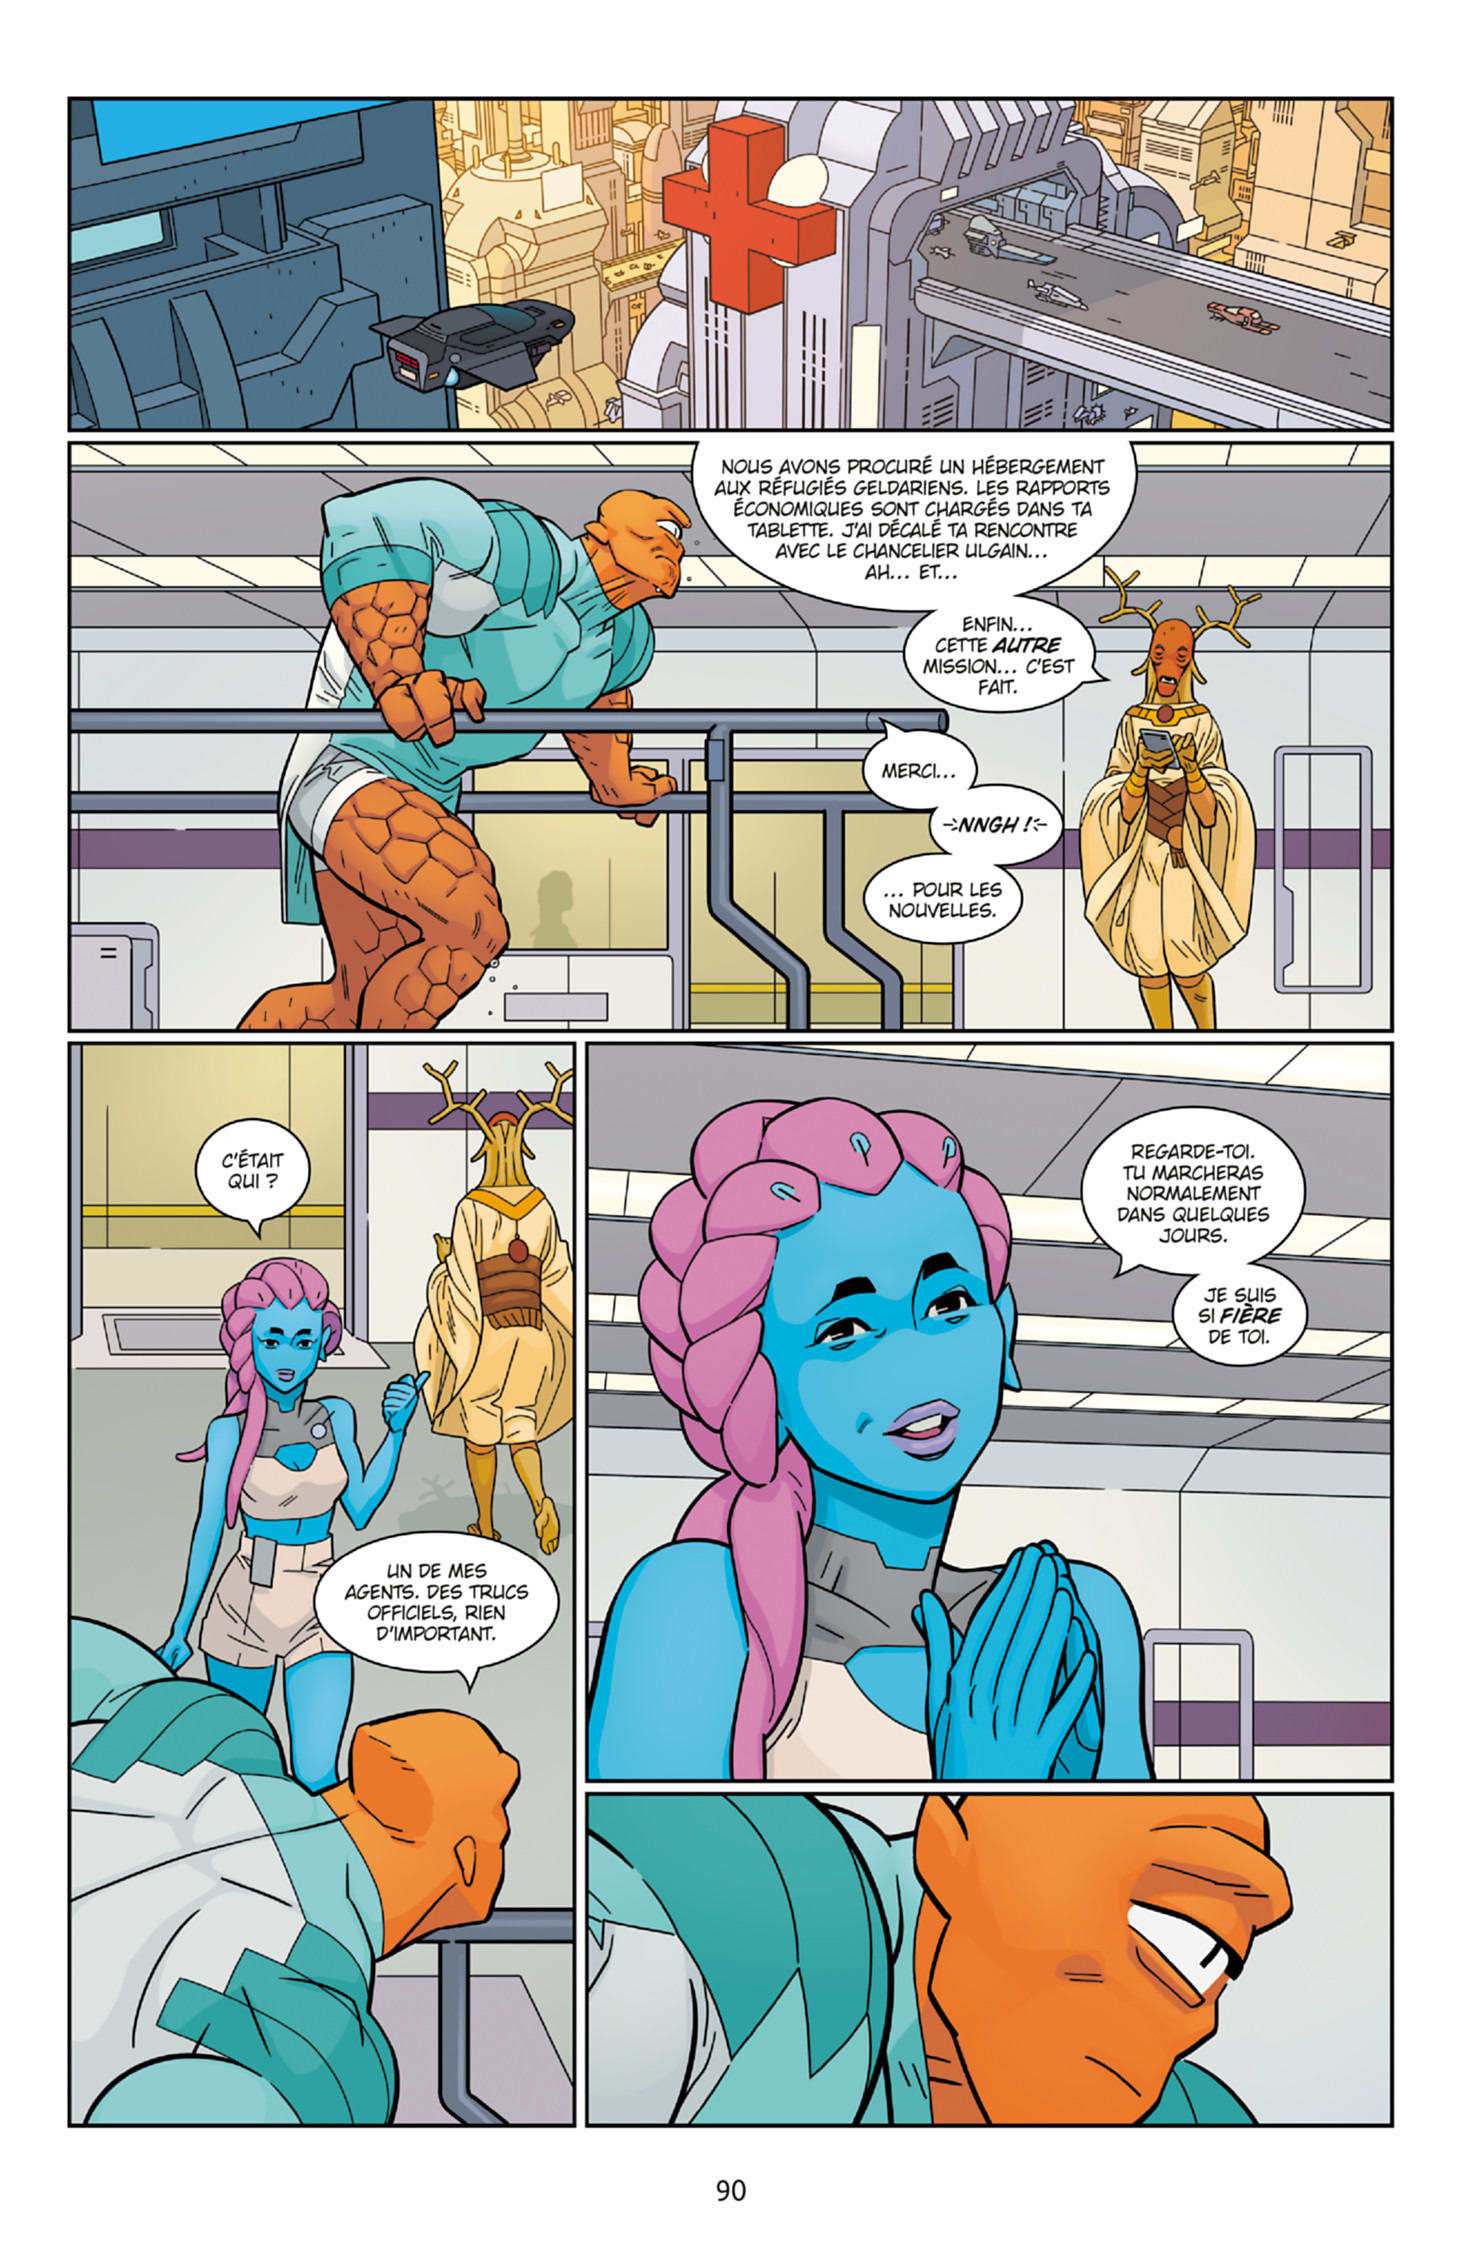 NOUS AVONS PROCURÉ UN HÉBERGEMENT
AUX RÉFUGIÉS GELDARIENS. LES RAPPORTS
ÉCONOMIQUES SONT CHARGÉS DANS TA
TABLETTE. J'AI DÉCALÉ TA RENCONTRE
AVEC LE CHANCELIER ULGAIN...
AH... ET...
ENFIN...
CETTE AUTRE
MISSION... C'EST
FAIT.
MERCI...
NNGH !
... POUR LES
NOUVELLES.
C'ÉTAIT
QUI ?
UN DE MES
AGENTS. DES TRUCS
OFFICIELS, RIEN
D'IMPORTANT.
REGARDE-TOI.
TU MARCHERAS
NORMALEMENT
DANS QUELQUES
JOURS.
JE SUIS
SI FIÈRE
DE TOI.
90